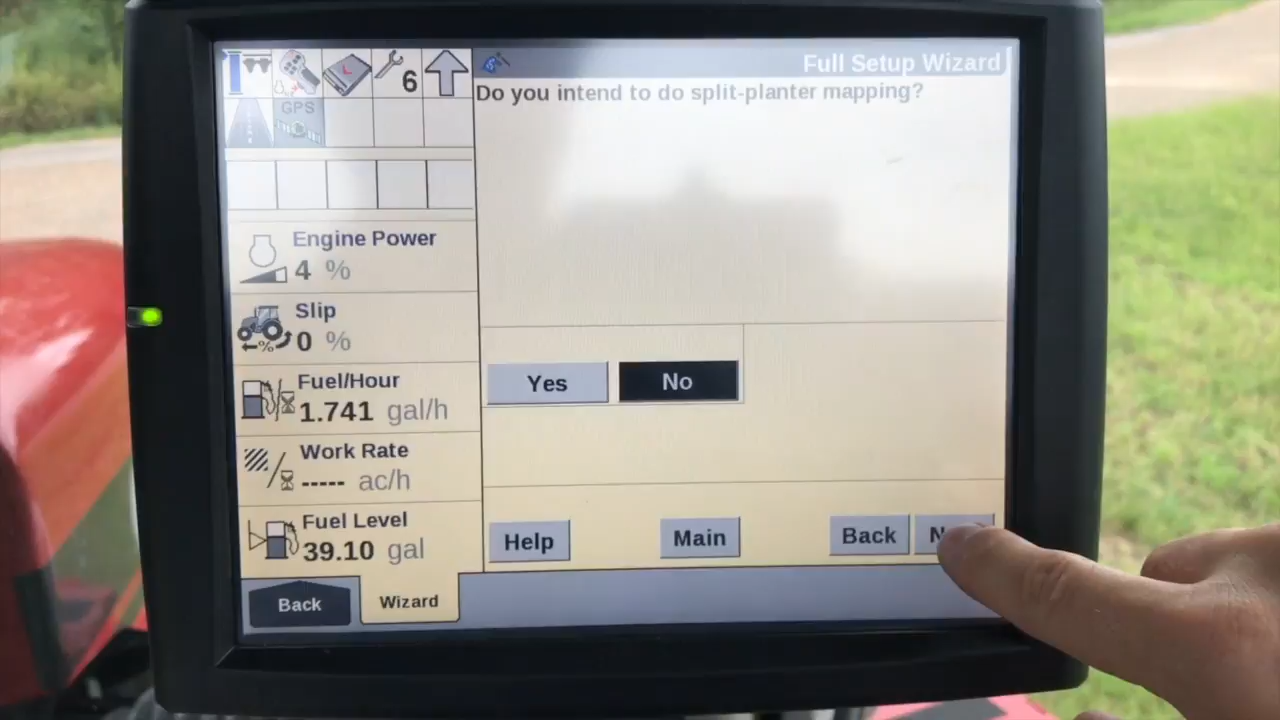 6
GPS
Full Setup Wizard
Do you intend to do split-planter mapping?
Engine Power
4 %
Slip
%
0 %
Fuel/Hour
1.741 gal/h
Work Rate
----- ac/h
Fuel Level
39.10 gal
Yes
No
Help
Main
Back
Back
Wizard